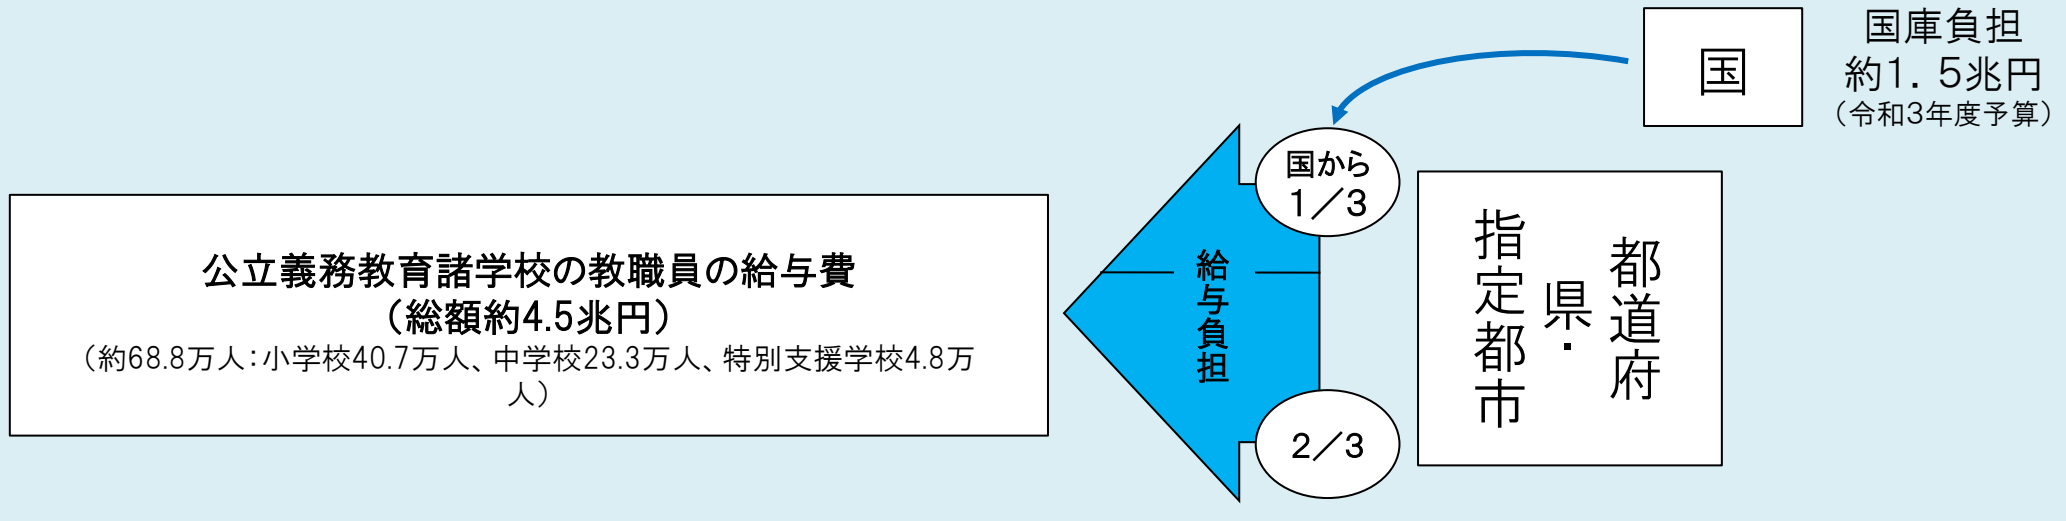 国
国庫負担
約1．5兆円
（令和3年度予算）
国から
1／3
公立義務教育諸学校の教職員の給与費
（総額約4.5兆円）
（約68.8万人：小学校40.7万人、中学校23.3万人、特別支援学校4.8万
人）
給与負担
2／3
都道府
県・
指定都市